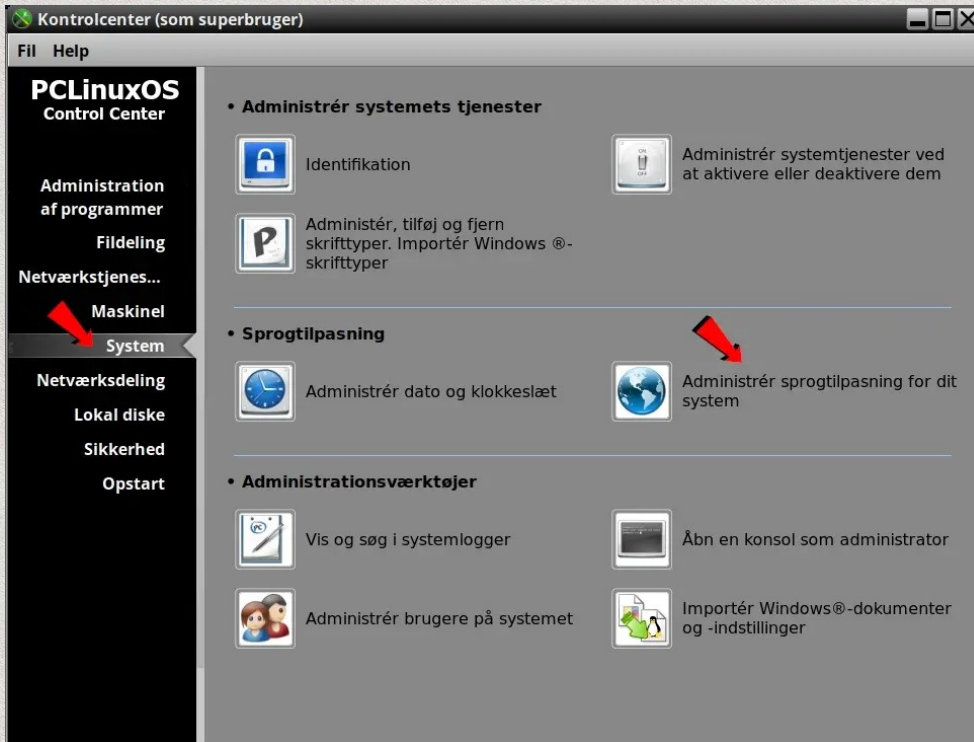 Kontrolcenter (som superbruger)
Fil Help
PCLinuxOS
Control Center
Administration
af programmer
Fildeling
Netværkstjenes...
Maskinel
System
Netværksdeling
Lokal diske
Sikkerhed
Opstart
• Administrér systemets tjenester
Identifikation
Administrér systemtjenester ved
at aktivere eller deaktivere dem
Administér, tilføj og fjern
skrifttyper. Importér Windows ®-
skrifttyper
• Sprogtilpasning
Administrér dato og klokkeslæt
Administrér sprogtilpasning for dit
system
• Administrationsværktøjer
Vis og søg i systemlogger
Åbn en konsol som administrator
Administrér brugere på systemet
Importér Windows®-dokumenter
og -indstillinger